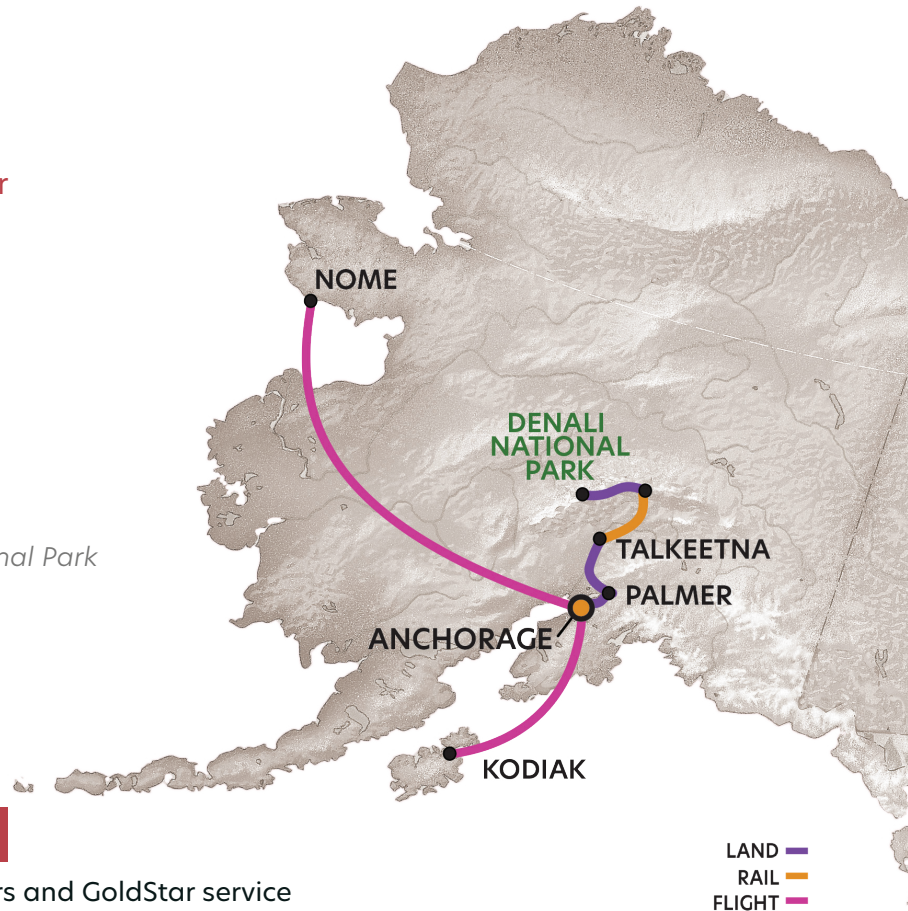 r
NOME
DENALI
NATIONAL
PARK
nal Park
TALKEETNA
PALMER
ANCHORAGE
KODIAK
LAND
RAIL
FLIGHT
rs and GoldStar service